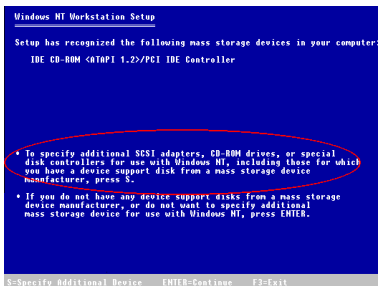 Windows NT Workstation Setup
Setup has recognized the following mass storage devices in your computer:
IDE CD-ROM <ATAPI 1.2>/PCI IDE Controller
• To specify additional SCSI adapters, CD-ROM drives, or special
disk controllers for use with Windows NT, including those for which
you have a device support disk from a mass storage device
manufacturer, press S.
• If you do not have any device support disks from a mass storage
device manufacturer, or do not want to specify additional
mass storage device for use with Windows NT, press ENTER.
S=Specify Additional Device ENTER=Continue F3=Exit